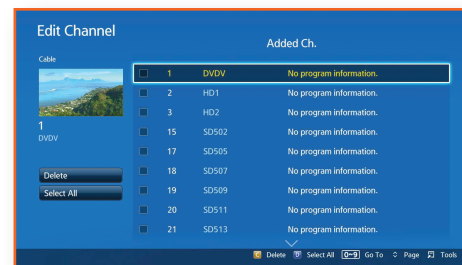 Edit Channel
Added Ch.
Cable
1
DVDV
Delete
Select All
1 DVDV No program information.
2 HD1 No program information.
3 HD2 No program information.
15 SD502 No program information.
17 SD505 No program information.
18 SD507 No program information.
19 SD509 No program information.
20 SD511 No program information.
21 SD513 No program information.
C Delete D Select All 0~9 Go To Page Tools